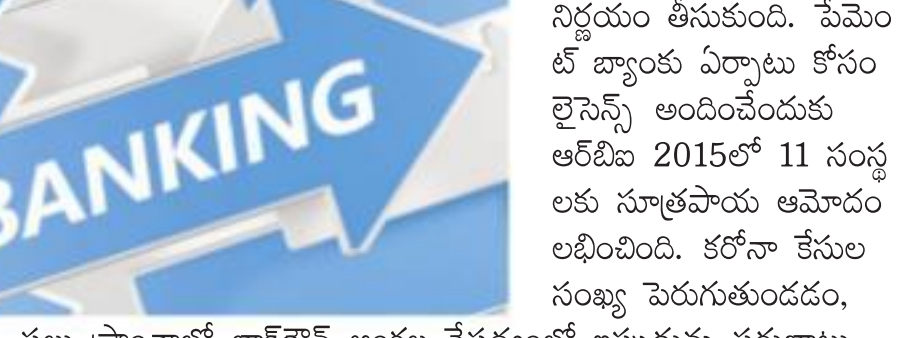 BANKING
నిర్ణయం తీసుకుంది. పేమెం
ట్ బ్యాంకు ఏర్పాటు కోసం
లైసెన్స్ అందించేందుకు
ఆర్‌బిఐ 2015లో 11 సంస్థ
లకు సూత్రపాయ ఆమోదం
లభించింది. కరోనా కేసుల
సంఖ్య పెరుగుతుండడం,